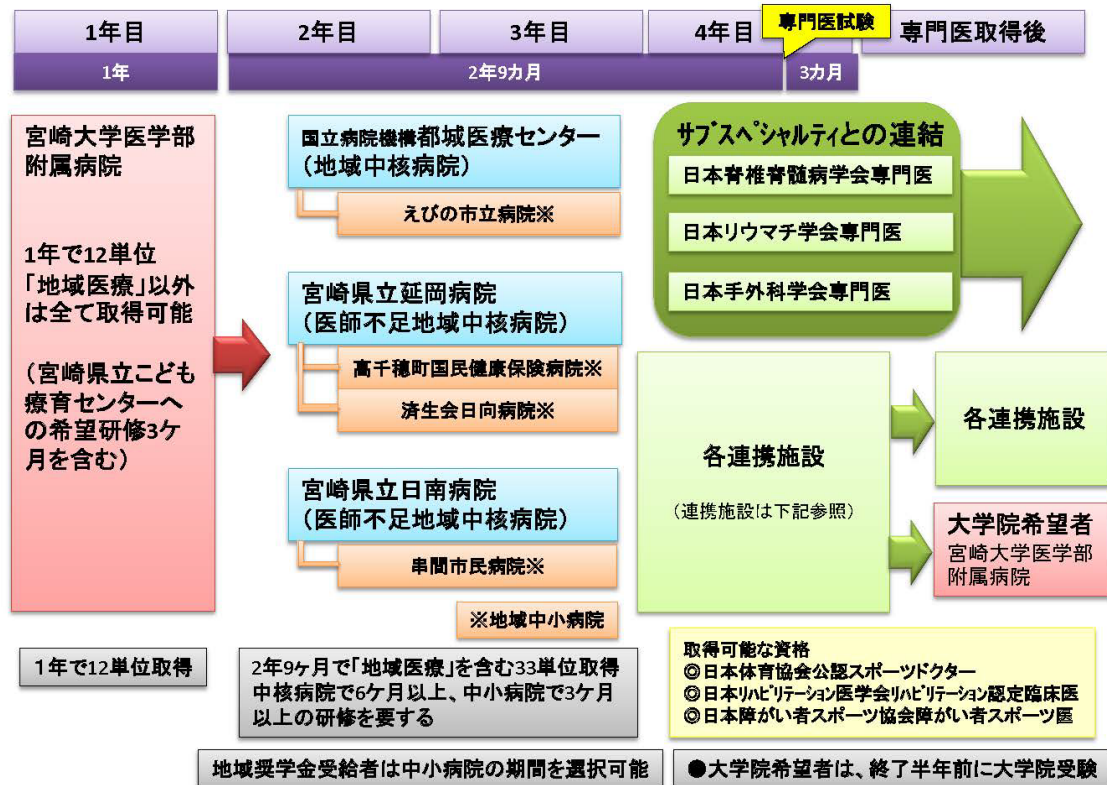 1年目
2年目
3年目
4年目
専門医試験
専門医取得後
1年
2年9カ月
3カ月
宮崎大学医学部
附属病院
1年で12単位
「地域医療」以外
は全て取得可能
(宮崎県立こども
療育センターへ
の希望研修3ケ
月を含む)
国立病院機構都城医療センター
(地域中核病院)
えびの市立病院※
宮崎県立延岡病院
(医師不足地域中核病院)
高千穂町国民健康保険病院※
済生会日向病院※
宮崎県立日南病院
(医師不足地域中核病院)
串間市民病院※
※地域中小病院
サブスペシャルティとの連結
日本脊椎脊髄病学会専門医
日本リウマチ学会専門医
日本手外科学会専門医
各連携施設
(連携施設は下記参照)
各連携施設
大学院希望者
宮崎大学医学部
附属病院
1年で12単位取得
2年9ヶ月で「地域医療」を含む33単位取得
中核病院で6ケ月以上、中小病院で3ケ月
以上の研修を要する
取得可能な資格
◎日本体育協会公認スポーツドクター
◎日本リハビリテーション医学会リハビリテーション認定臨床医
◎日本障がい者スポーツ協会障がい者スポーツ医
地域奨学金受給者は中小病院の期間を選択可能
●大学院希望者は、終了半年前に大学院受験